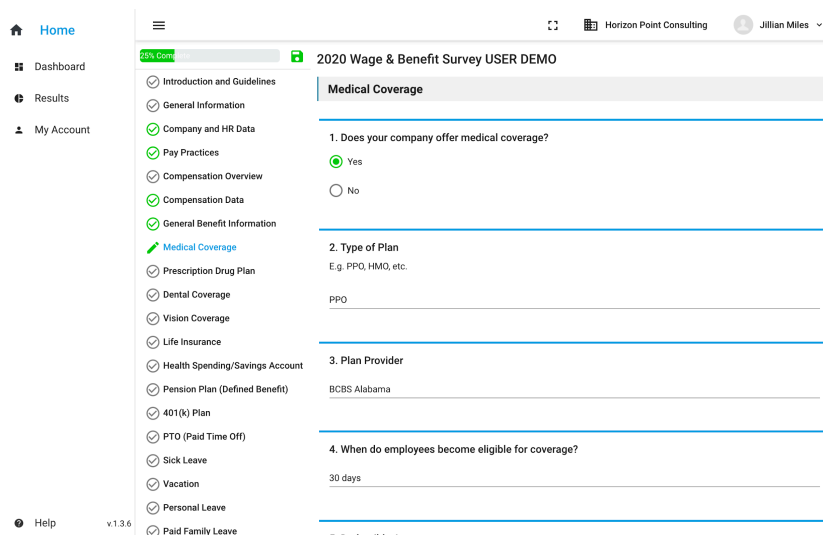 Home
Dashboard
Results
My Account
Help
v.1.3.6
Horizon Point Consulting
Jillian Miles
25%
Introduction and Guidelines
General Information
Company and HR Data
Pay Practices
Compensation Overview
Compensation Data
General Benefit Information
Medical Coverage
Prescription Drug Plan
Dental Coverage
Vision Coverage
Life Insurance
Health Spending/Savings Account
Pension Plan (Defined Benefit)
401(k) Plan
PTO (Paid Time Off)
Sick Leave
Vacation
Personal Leave
Paid Family Leave
2020 Wage & Benefit Survey USER DEMO
Medical Coverage
1. Does your company offer medical coverage?
Yes
No
2. Type of Plan
E.g. PPO, HMO, etc.
PPO
3. Plan Provider
BCBS Alabama
4. When do employees become eligible for coverage?
30 days